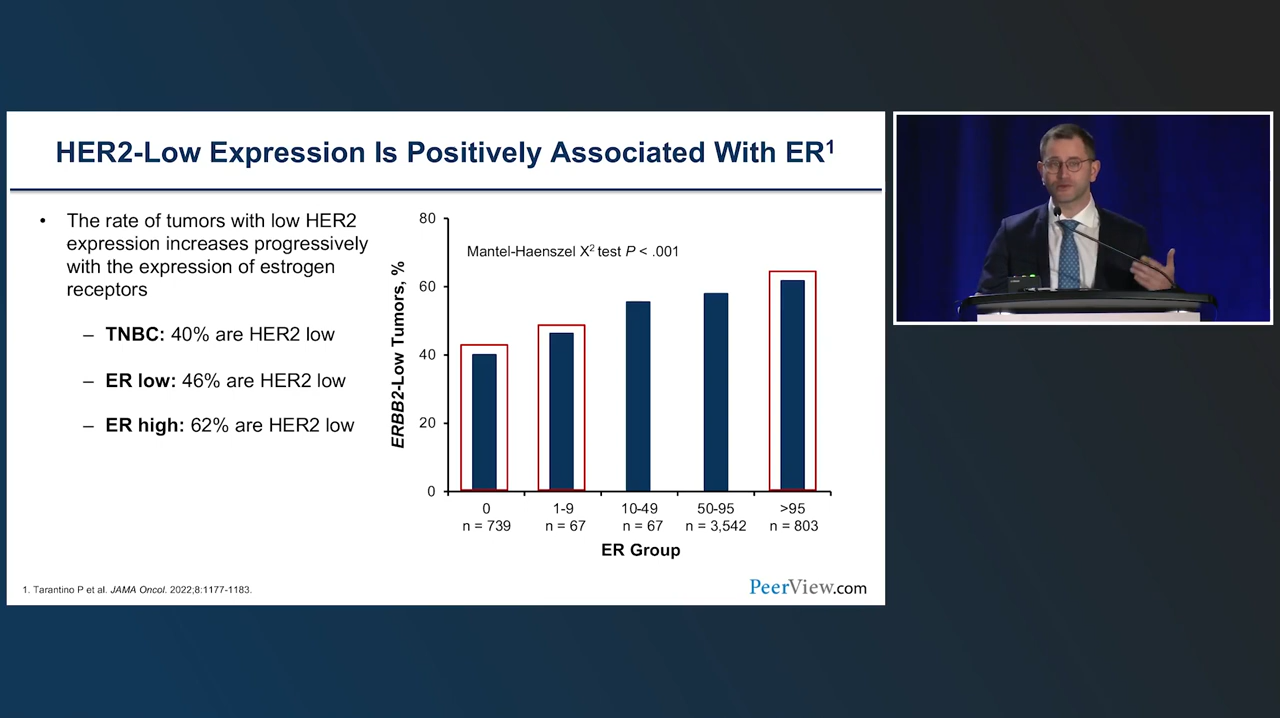 HER2-Low Expression Is Positively Associated With ER1
• The rate of tumors with low HER2
expression increases progressively
with the expression of estrogen
receptors
– TNBC: 40% are HER2 low
– ER low: 46% are HER2 low
– ER high: 62% are HER2 low
Mantel-Haenszel X2 test P < .001
ERBB2-Low Tumors, %
80
60
40
20
0
0 1-9 10-49 50-95 >95
n = 739 n = 67 n = 67 n = 3,542 n = 803
ER Group
1. Tarantino P et al. JAMA Oncol. 2022;8:1177-1183.
PeerView.com